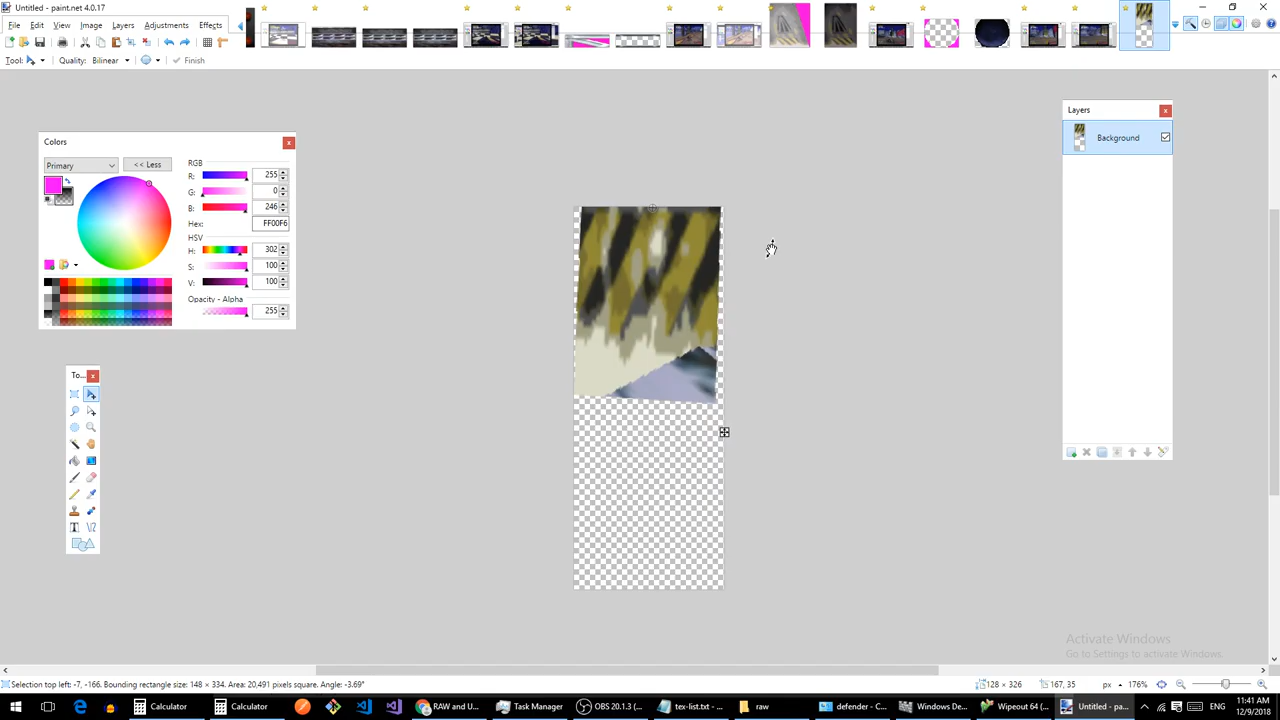 Untitled - paint.net 4.0.17
File Edit View Image Layers Adjustments Effects
Tool: Quality: Bilinear Finish
Colors
Primary << Less
RGB
R: 255
G: 0
B: 246
Hex: FF00F6
HSV
H: 302
S: 100
V: 100
Opacity - Alpha
255
To...
Layers
Background
Activate Windows
Go to Settings to activate Windows.
Selection top left: -7, -166. Bounding rectangle size: 148 × 334. Area: 20,491 pixels square. Angle: -3.69° 128 × 326 167, 35 px 176%
Calculator Calculator RAW and U... Task Manager OBS 20.1.3 (... tex-list.txt - ... raw defender - C... Windows De... Wipeout 64 (... Untitled - pa... ENG 11:41 AM
12/9/2018